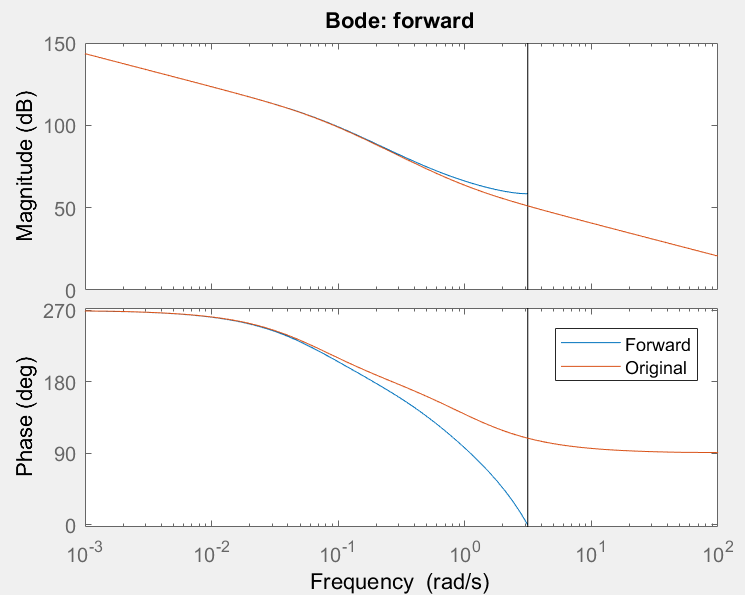 Bode: forward
150
100
50
0
Magnitude (dB)
270
180
90
0
Phase (deg)
Forward
Original
10^-3 10^-2 10^-1 10^0 10^1 10^2
Frequency (rad/s)